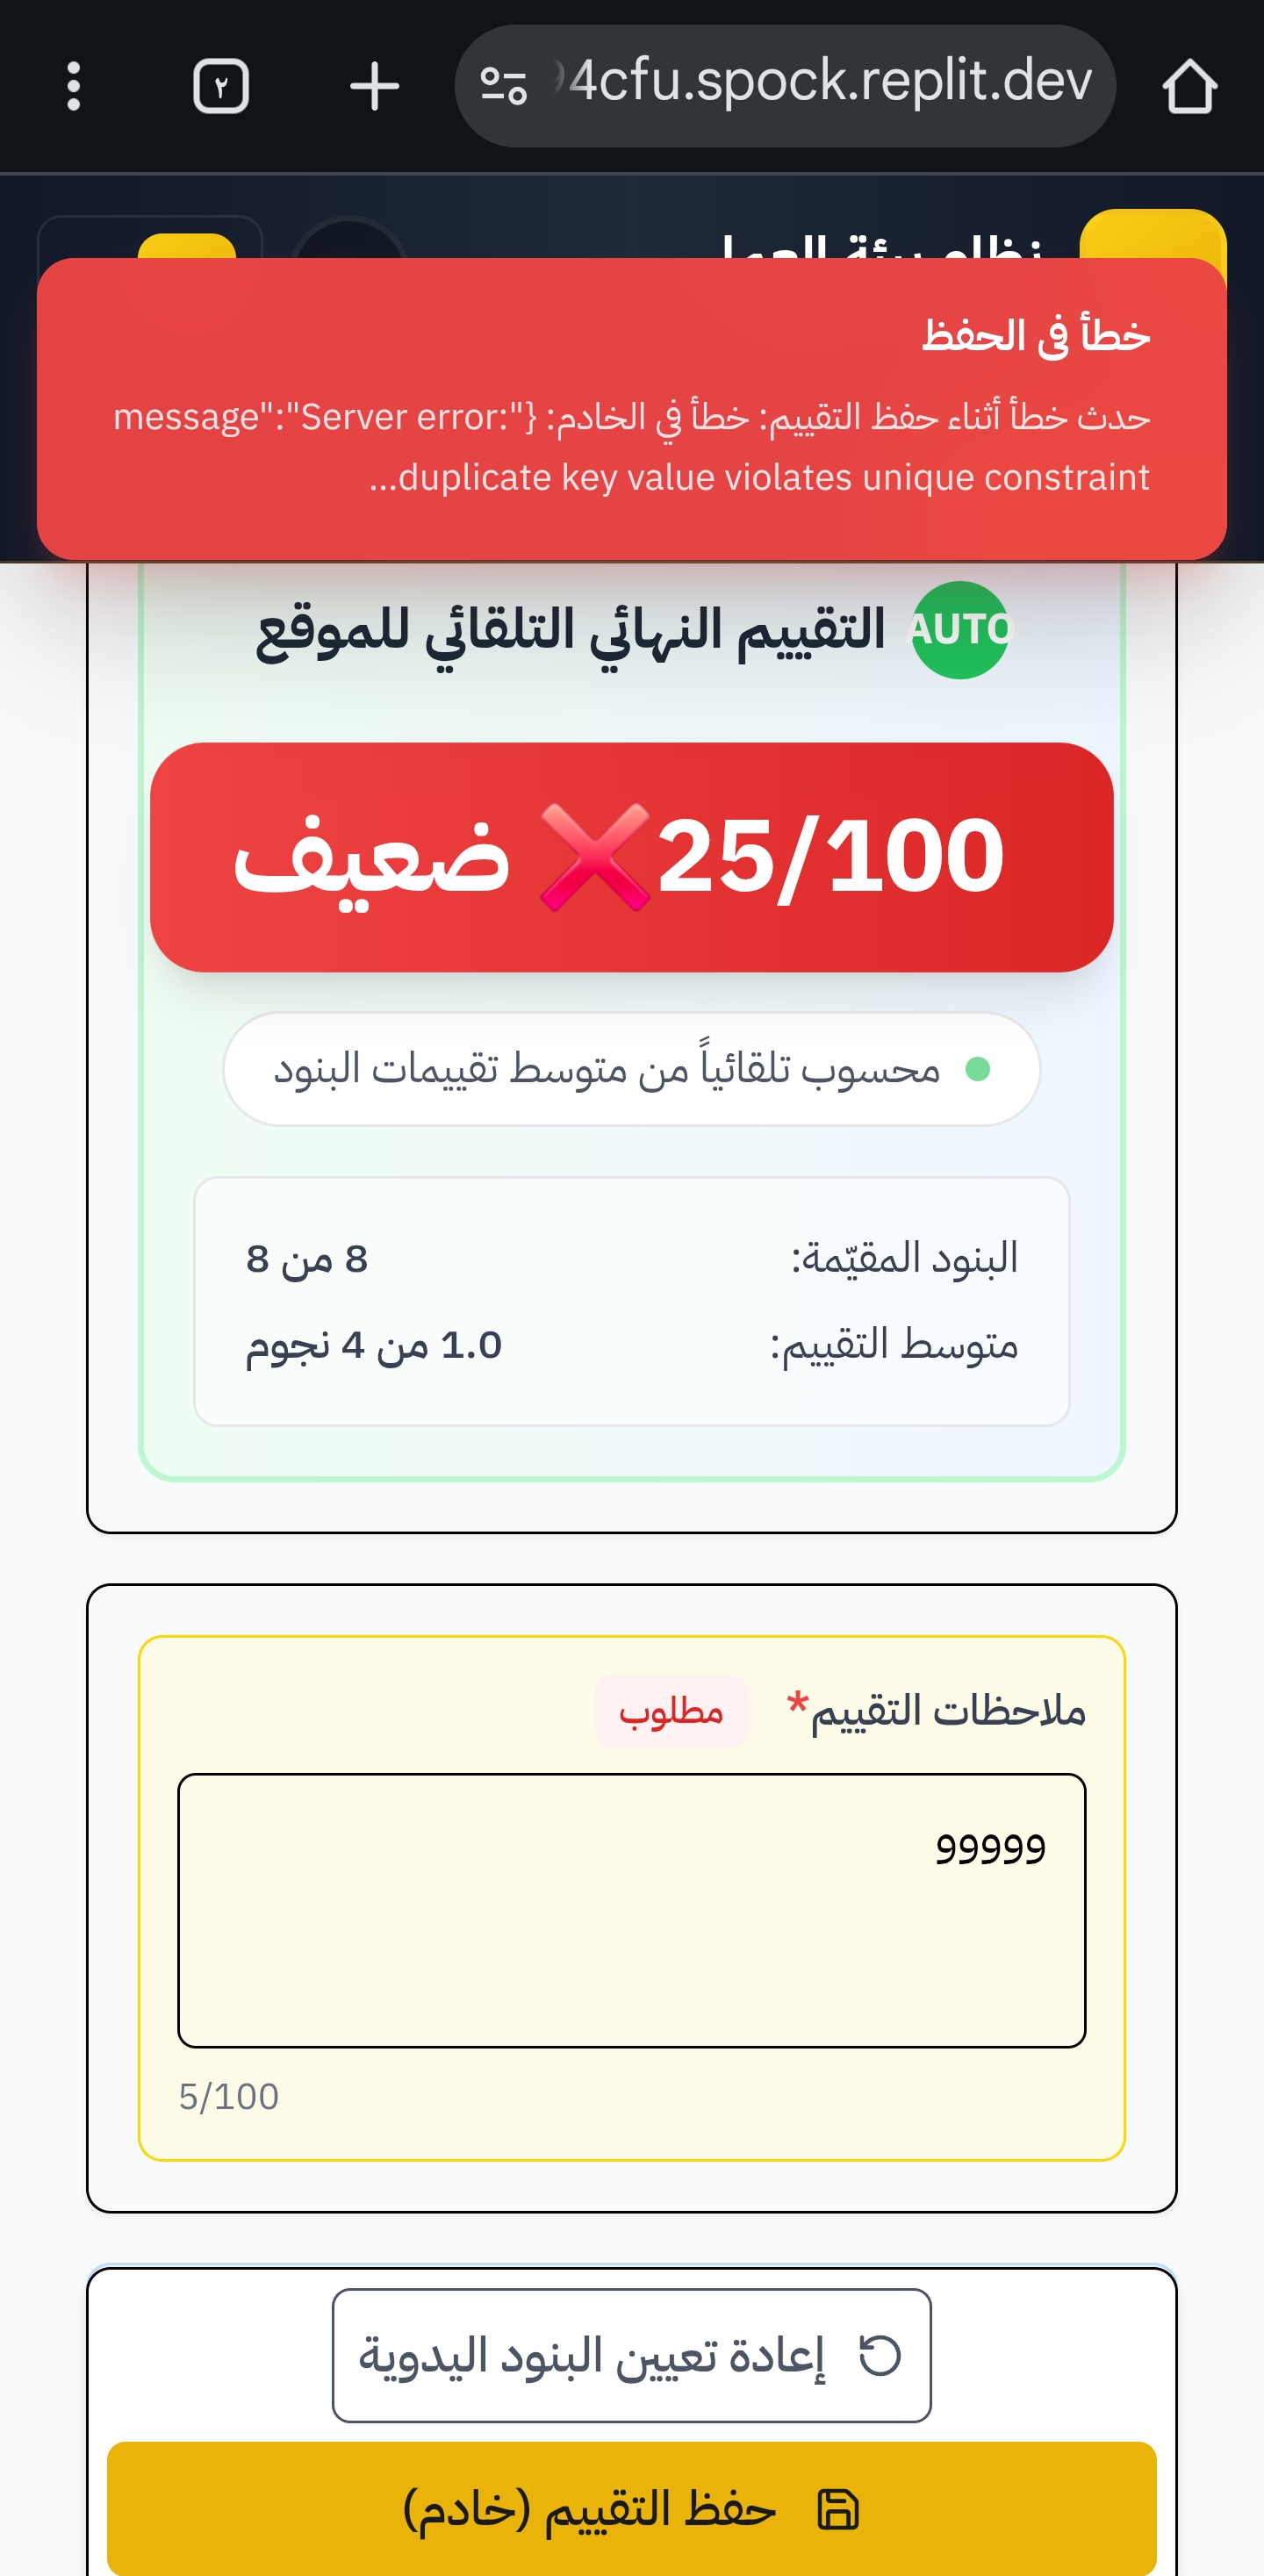 4cfu.spock.replit.dev
٢
خطأ في الحفظ
حدث خطأ أثناء حفظ التقييم: خطأ في الخادم: {"message":"Server error:
duplicate key value violates unique constraint...
AUTO
التقييم النهائي التلقائي للموقع
25/100❌ ضعيف
محسوب تلقائياً من متوسط تقييمات البنود
البنود المقيّمة: 8 من 8
متوسط التقييم: 1.0 من 4 نجوم
ملاحظات التقييم* مطلوب
99999
5/100
إعادة تعيين البنود اليدوية
حفظ التقييم (خادم)